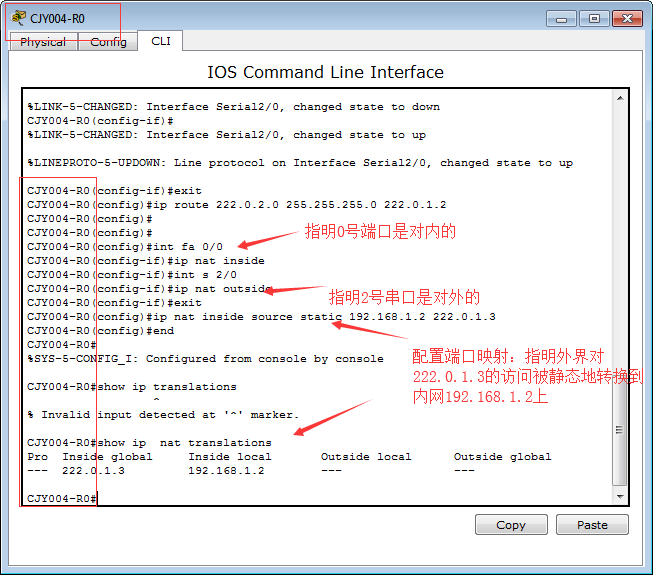 CJY004-R0
Physical Config CLI
IOS Command Line Interface
%LINK-5-CHANGED: Interface Serial2/0, changed state to down
CJY004-R0(config-if)#
%LINK-5-CHANGED: Interface Serial2/0, changed state to up
%LINEPROTO-5-UPDOWN: Line protocol on Interface Serial2/0, changed state to up
CJY004-R0(config-if)#exit
CJY004-R0(config)#ip route 222.0.2.0 255.255.255.0 222.0.1.2
CJY004-R0(config)#
CJY004-R0(config)#
CJY004-R0(config)#int fa 0/0
指明0号端口是对内的
CJY004-R0(config-if)#ip nat inside
CJY004-R0(config-if)#int s 2/0
CJY004-R0(config-if)#ip nat outside
指明2号串口是对外的
CJY004-R0(config-if)#exit
CJY004-R0(config)#ip nat inside source static 192.168.1.2 222.0.1.3
CJY004-R0(config)#end
CJY004-R0#
%SYS-5-CONFIG_I: Configured from console by console
配置端口映射：指明外界对
222.0.1.3的访问被静态地转换到
内网192.168.1.2上
CJY004-R0#show ip translations
^
% Invalid input detected at '^' marker.
CJY004-R0#show ip  nat translations
Pro  Inside global     Inside local       Outside local      Outside global
---  222.0.1.3         192.168.1.2        ---                ---
CJY004-R0#
Copy Paste